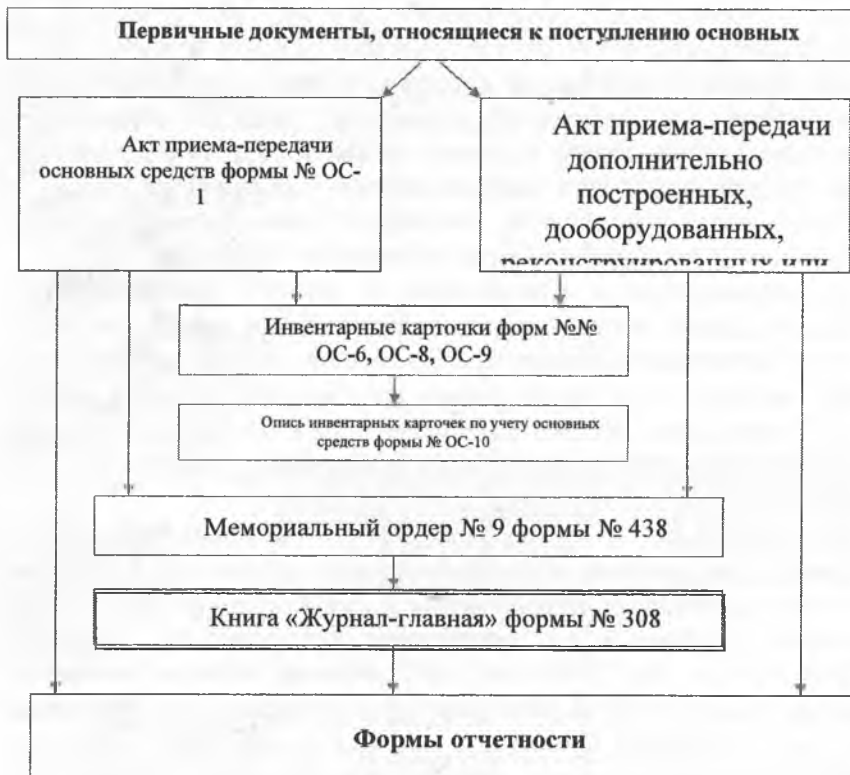 Первичные документы, относящиеся к поступлению основных
Акт приема-передачи
основных средств формы № ОС-
1
Акт приема-передачи
дополнительно
построенных,
дооборудованных,
реконструированных или
Инвентарные карточки форм №№
ОС-6, ОС-8, ОС-9
Опись инвентарных карточек по учету основных
средств формы № ОС-10
Мемориальный ордер № 9 формы № 438
Книга «Журнал-главная» формы № 308
Формы отчетности